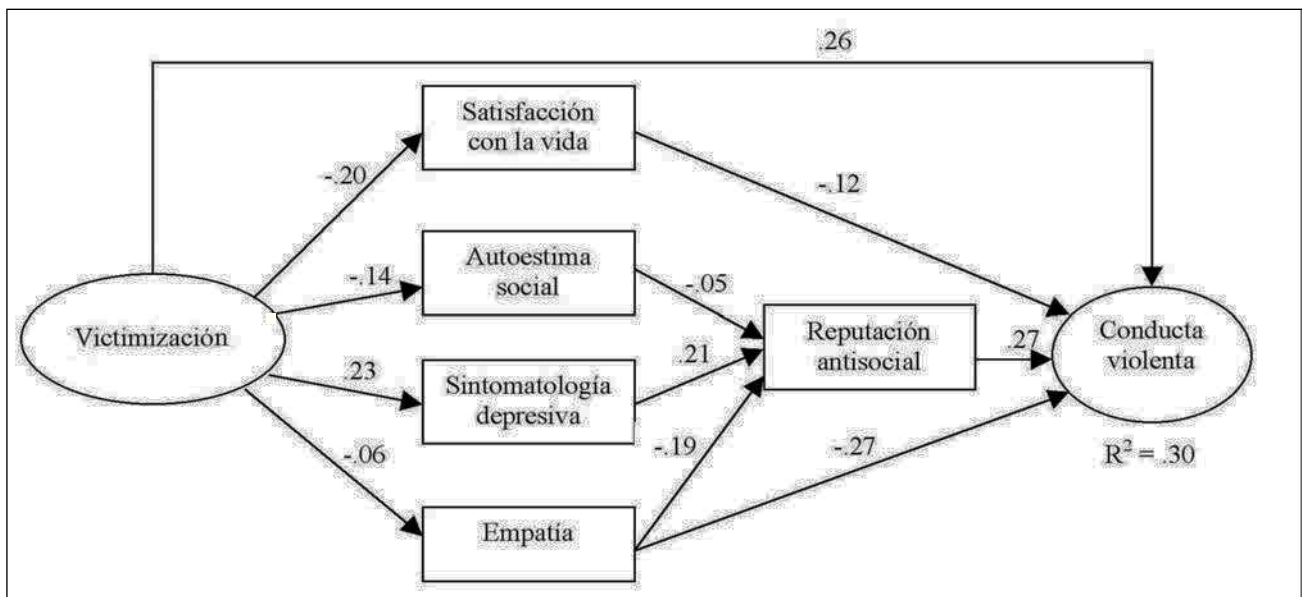 .26
Satisfacción
con la vida
-.20
-.12
Autoestima
social
-.14
-.05
Victimización
Reputación
antisocial
.27
Conducta
violenta
.23
.21
Sintomatología
depresiva
-.06
-.19
-.27
R² = .30
Empatía